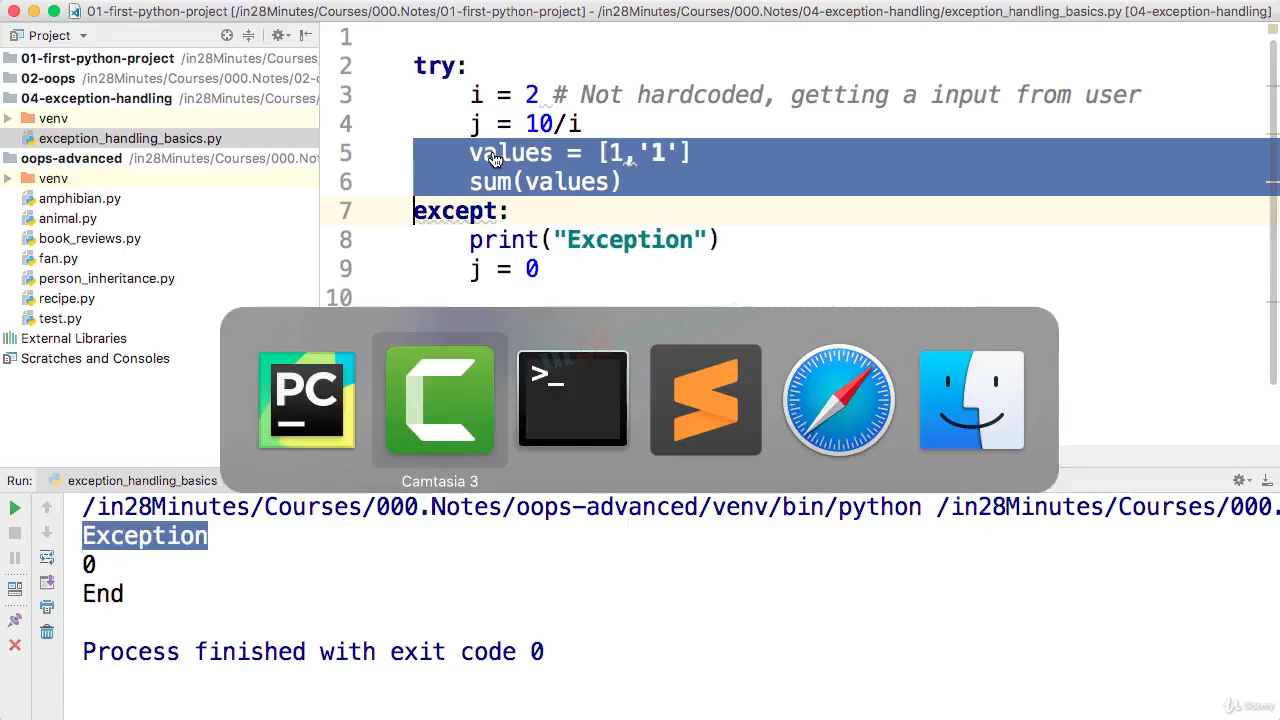 01-first-python-project [/in28Minutes/Courses/000.Notes/01-first-python-project] - /in28Minutes/Courses/000.Notes/04-exception-handling/exception_handling_basics.py [04-exception-handling]
Project
01-first-python-project /in28Minutes/Courses
02-oops /in28Minutes/Courses/000.Notes/02-
04-exception-handling /in28Minutes/Courses/
venv
exception_handling_basics.py
oops-advanced /in28Minutes/Courses/000.Not
venv
amphibian.py
animal.py
book_reviews.py
fan.py
person_inheritance.py
recipe.py
test.py
External Libraries
Scratches and Consoles
1
2 try:
3 i = 2 # Not hardcoded, getting a input from user
4 j = 10/i
5 values = [1,'1']
6 sum(values)
7 except:
8 print("Exception")
9 j = 0
10
PC
>_
Camtasia 3
Run: exception_handling_basics
/in28Minutes/Courses/000.Notes/oops-advanced/venv/bin/python /in28Minutes/Courses/000.
Exception
0
End
Process finished with exit code 0
Udemy